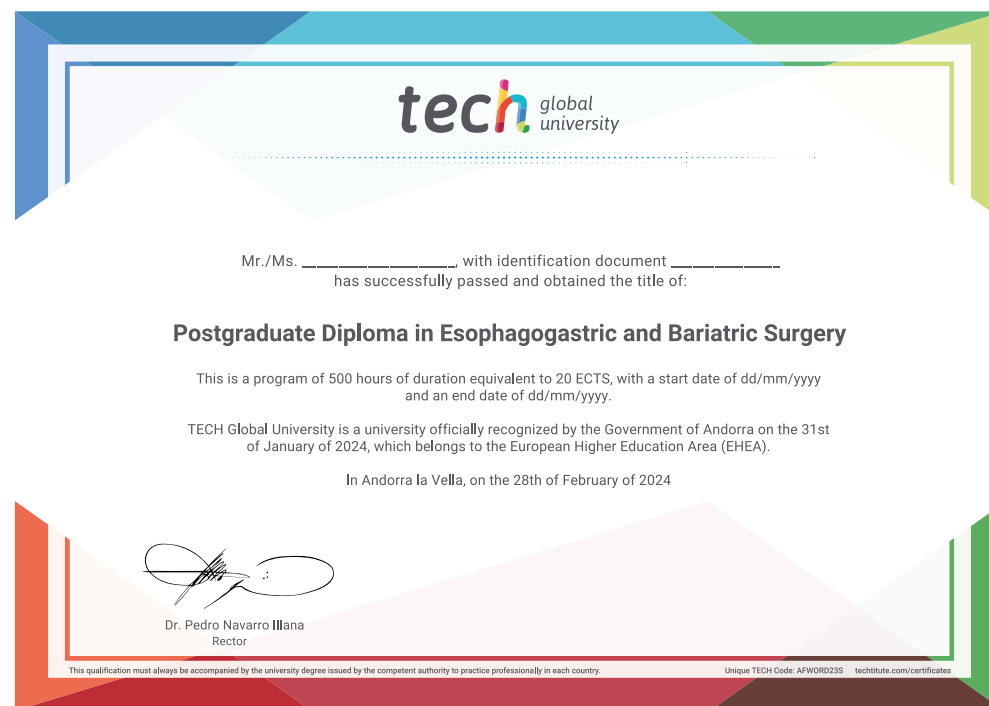 tech global
university
Mr./Ms. ____________________, with identification document ______________
has successfully passed and obtained the title of:
Postgraduate Diploma in Esophagogastric and Bariatric Surgery
This is a program of 500 hours of duration equivalent to 20 ECTS, with a start date of dd/mm/yyyy
and an end date of dd/mm/yyyy.
TECH Global University is a university officially recognized by the Government of Andorra on the 31st
of January of 2024, which belongs to the European Higher Education Area (EHEA).
In Andorra la Vella, on the 28th of February of 2024
Dr. Pedro Navarro Illana
Rector
This qualification must always be accompanied by the university degree issued by the competent authority to practice professionally in each country.
Unique TECH Code: AFWORD23S techtitute.com/certificates